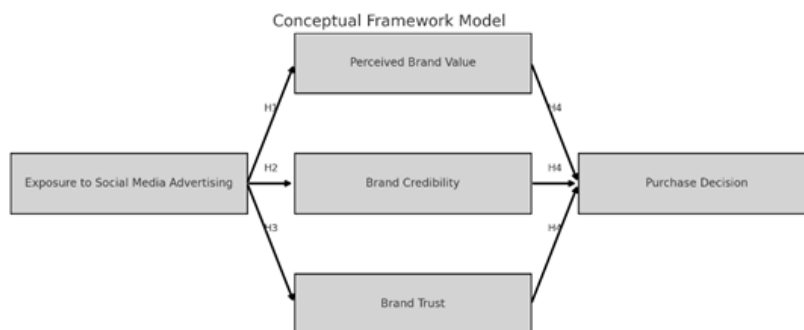 Conceptual Framework Model
Perceived Brand Value
H1
H4
Exposure to Social Media Advertising
H2
Brand Credibility
H4
Purchase Decision
H3
H4
Brand Trust